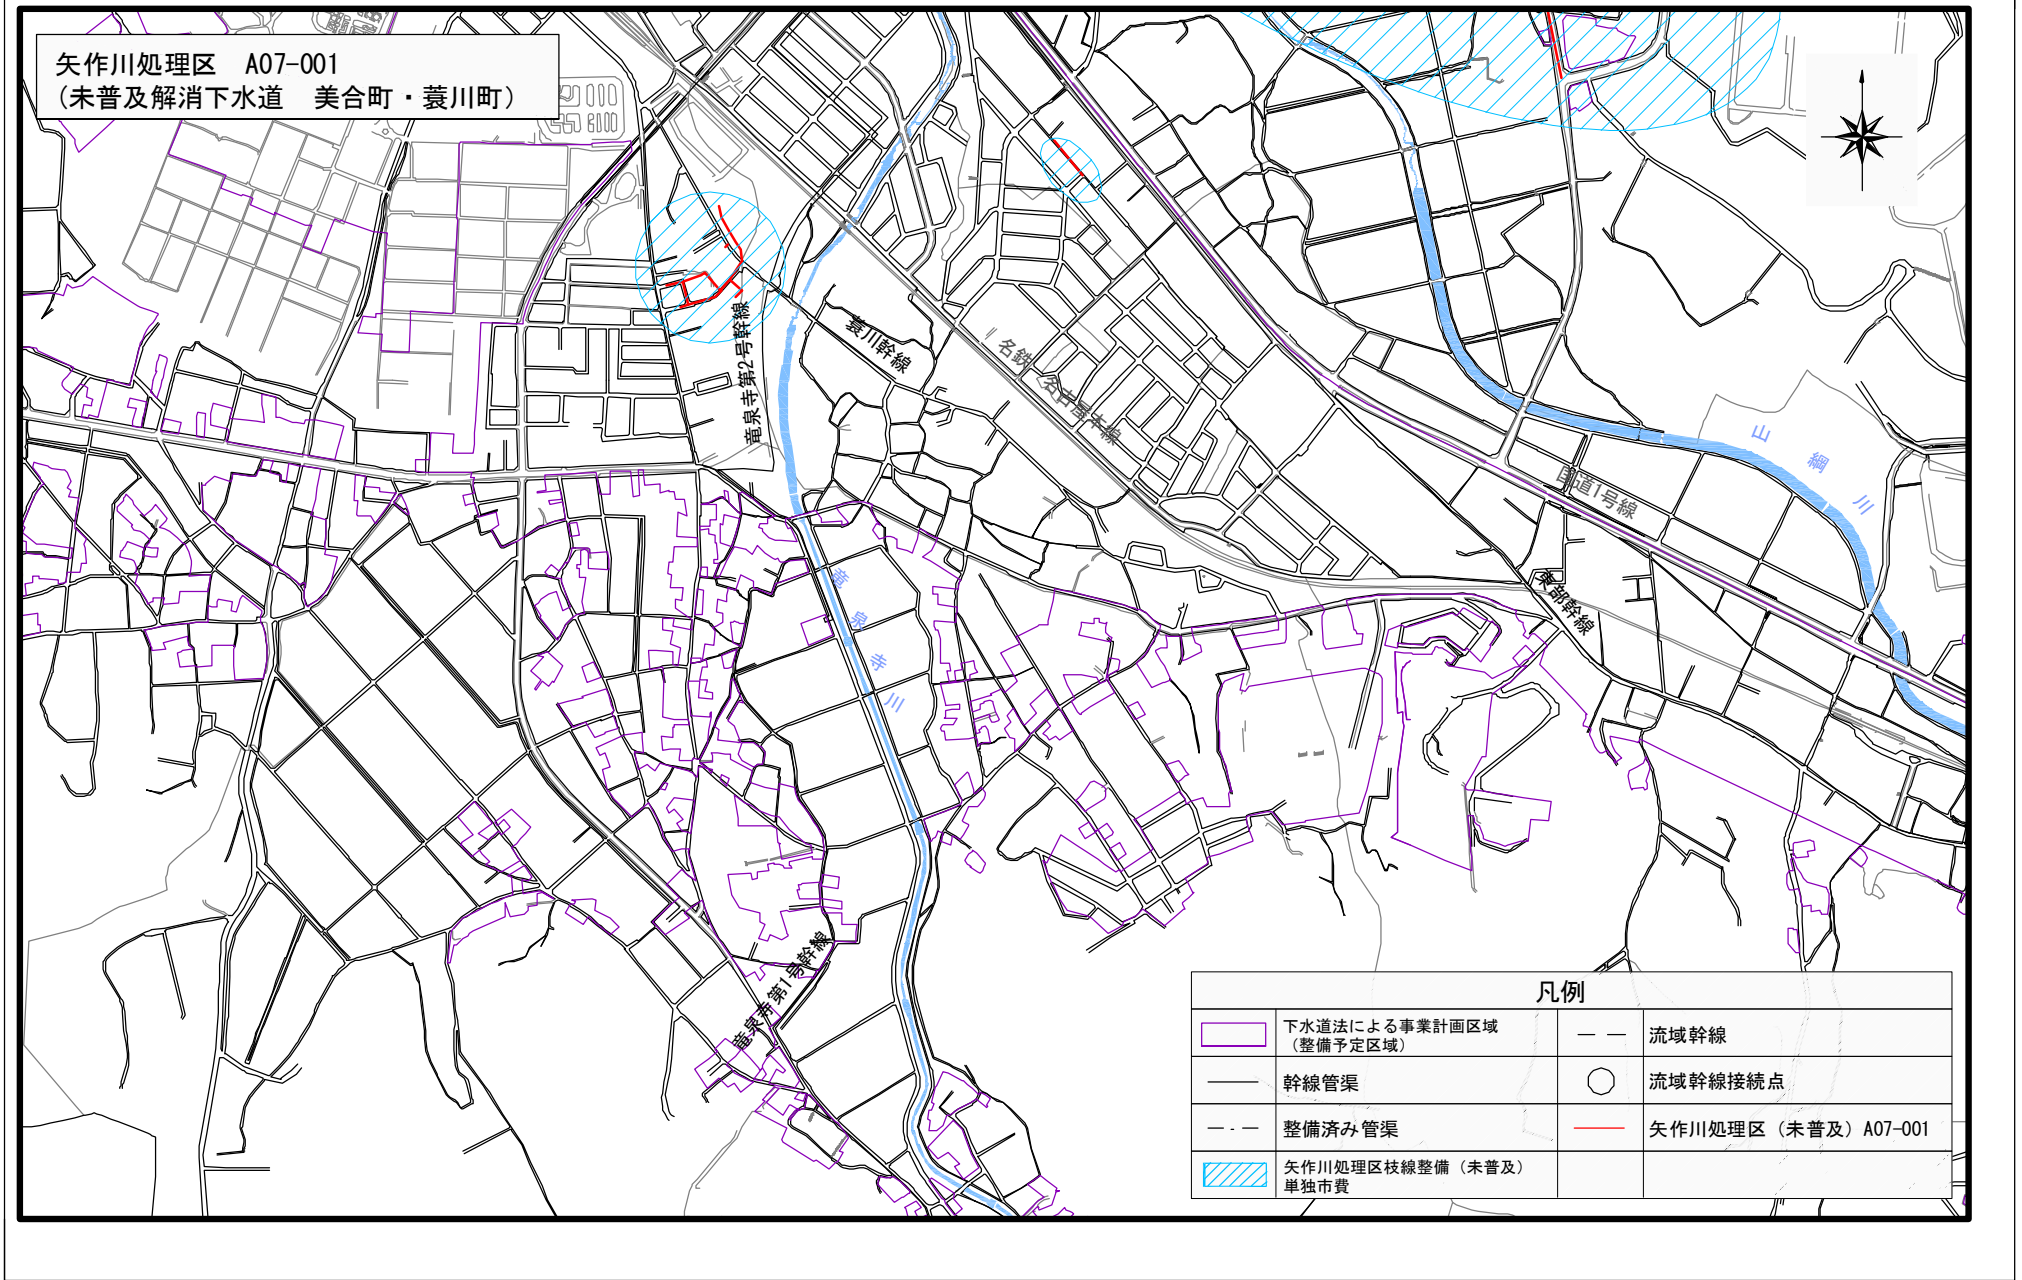 矢作川処理区　A07-001
(未普及解消下水道　美合町・蓑川町)
竜泉寺第2号幹線
蓑川幹線
名鉄　名古屋本線
国道1号線
山綱川
東部幹線
竜泉寺川
竜泉寺第1号幹線
凡例
下水道法による事業計画区域
（整備予定区域）
流域幹線
幹線管渠
流域幹線接続点
整備済み管渠
矢作川処理区（未普及）A07-001
矢作川処理区枝線整備（未普及）
単独市費